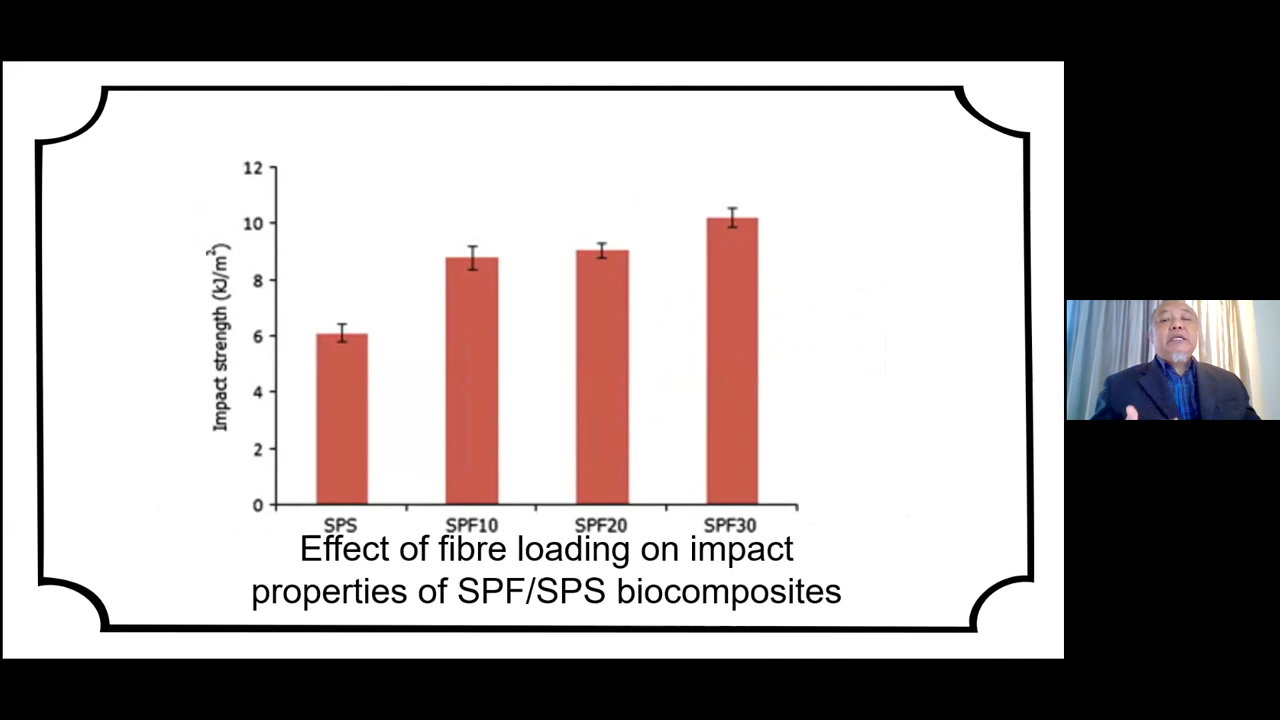 12
10
8
6
4
2
0
Impact strength (kJ/m²)
SPS SPF10 SPF20 SPF30
Effect of fibre loading on impact
properties of SPF/SPS biocomposites